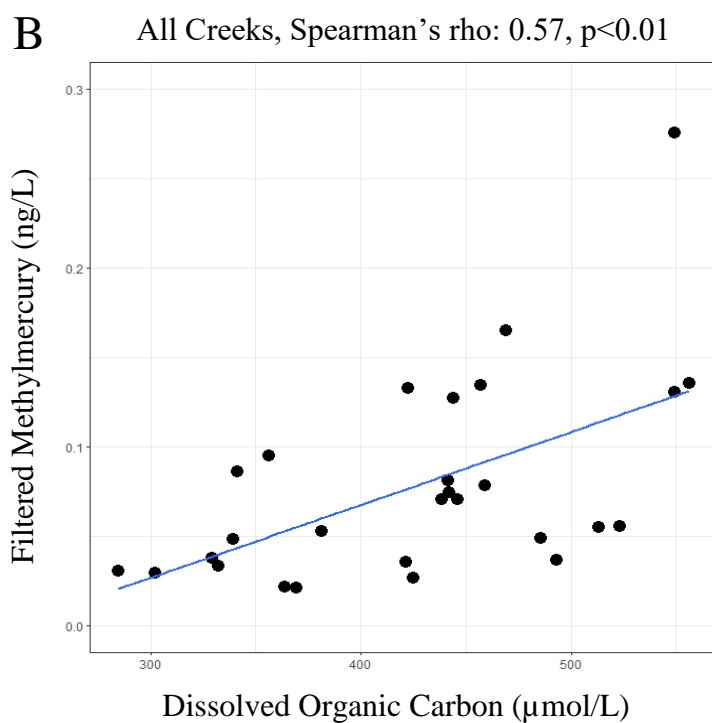 B
All Creeks, Spearman’s rho: 0.57, p<0.01
Filtered Methylmercury (ng/L)
0.3
0.2
0.1
0.0
300 400 500
Dissolved Organic Carbon (µmol/L)